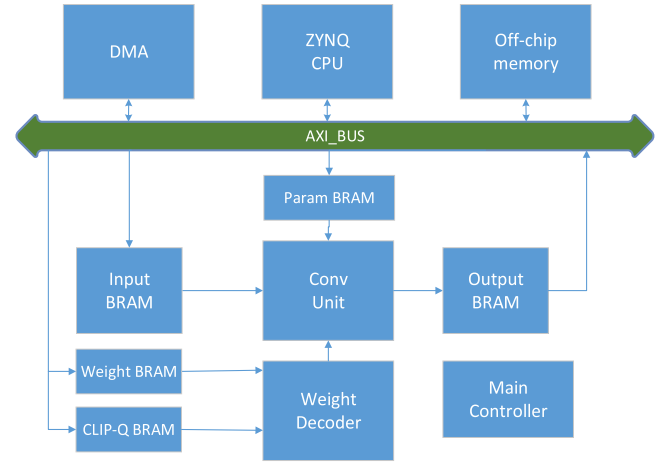 DMA
ZYNQ
CPU
Off-chip
memory
AXI_BUS
Param BRAM
Input
BRAM
Conv
Unit
Output
BRAM
Weight BRAM
CLIP-Q BRAM
Weight
Decoder
Main
Controller